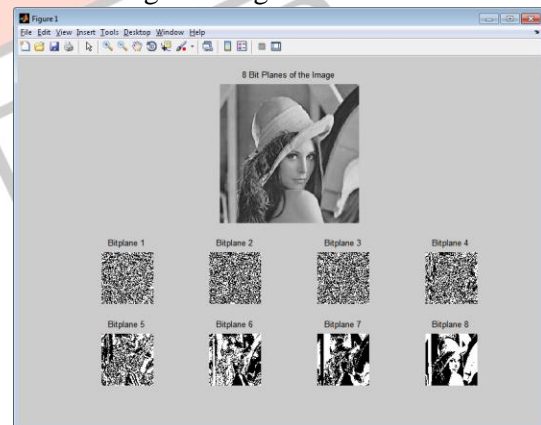 Figure 1
File Edit View Insert Tools Desktop Window Help
8 Bit Planes of the Image
Bitplane 1 Bitplane 2 Bitplane 3 Bitplane 4
Bitplane 5 Bitplane 6 Bitplane 7 Bitplane 8